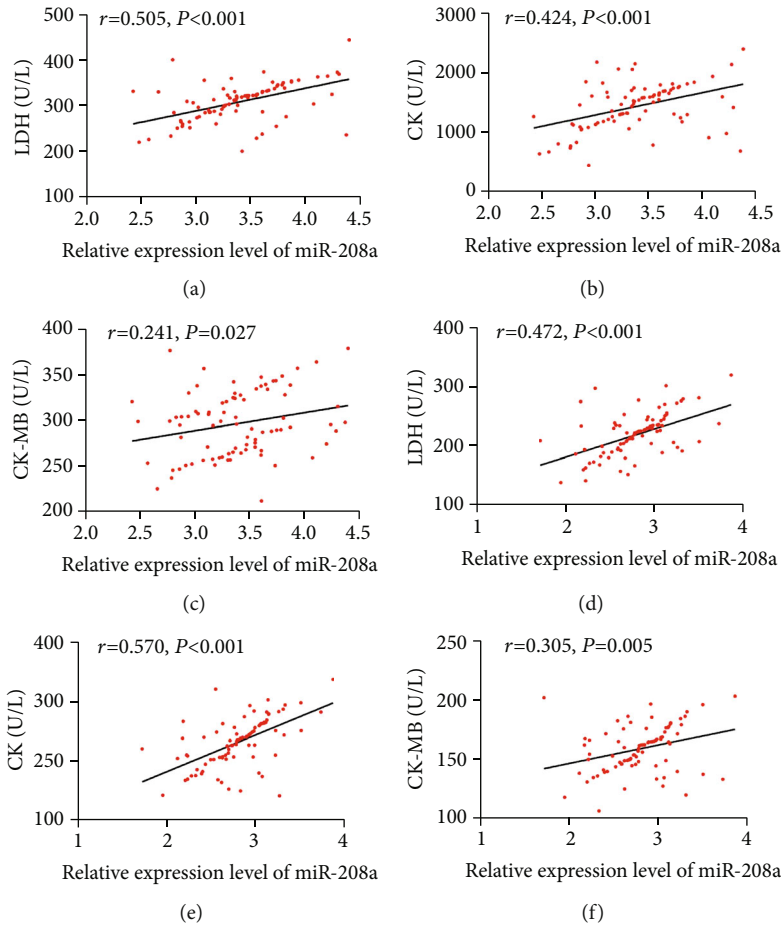 r=0.505, P<0.001
500
400
300
200
100
LDH (U/L)
2.0 2.5 3.0 3.5 4.0 4.5
Relative expression level of miR-208a
(a)
r=0.424, P<0.001
3000
2000
1000
0
CK (U/L)
2.0 2.5 3.0 3.5 4.0 4.5
Relative expression level of miR-208a
(b)
r=0.241, P=0.027
400
350
300
250
200
CK-MB (U/L)
2.0 2.5 3.0 3.5 4.0 4.5
Relative expression level of miR-208a
(c)
r=0.472, P<0.001
400
300
200
100
LDH (U/L)
1 2 3 4
Relative expression level of miR-208a
(d)
r=0.570, P<0.001
400
300
250
100
CK (U/L)
1 2 3 4
Relative expression level of miR-208a
(e)
r=0.305, P=0.005
250
200
150
100
CK-MB (U/L)
1 2 3 4
Relative expression level of miR-208a
(f)